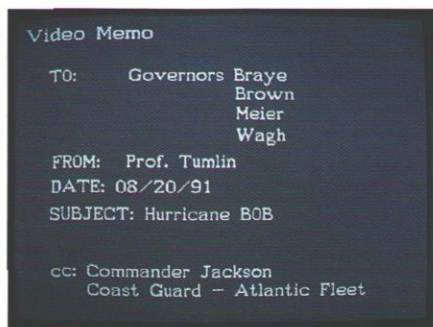 Video Memo
TO: Governors Braye
Brown
Meier
Wagh
FROM: Prof. Tumlin
DATE: 08/20/91
SUBJECT: Hurricane BOB
cc: Commander Jackson
Coast Guard - Atlantic Fleet